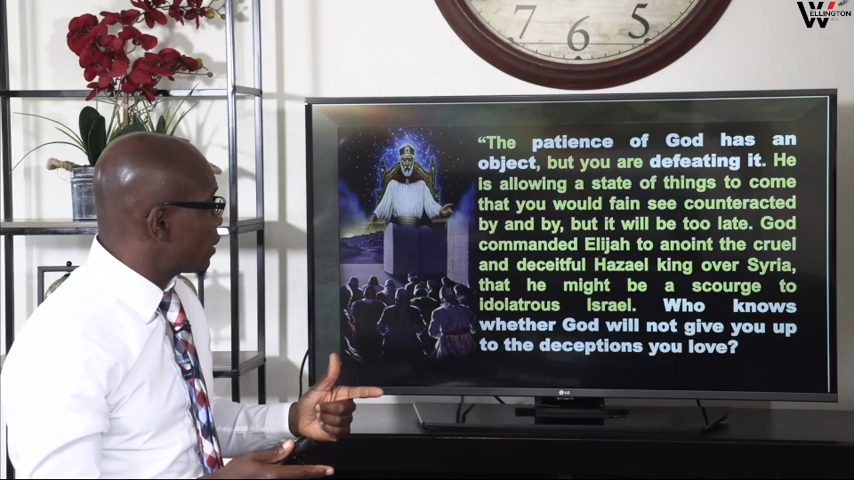 WELLINGTON
7 6 5
“The patience of God has an
object, but you are defeating it. He
is allowing a state of things to come
that you would fain see counteracted
by and by, but it will be too late. God
commanded Elijah to anoint the cruel
and deceitful Hazael king over Syria,
that he might be a scourge to
idolatrous Israel. Who knows
whether God will not give you up
to the deceptions you love?
LG